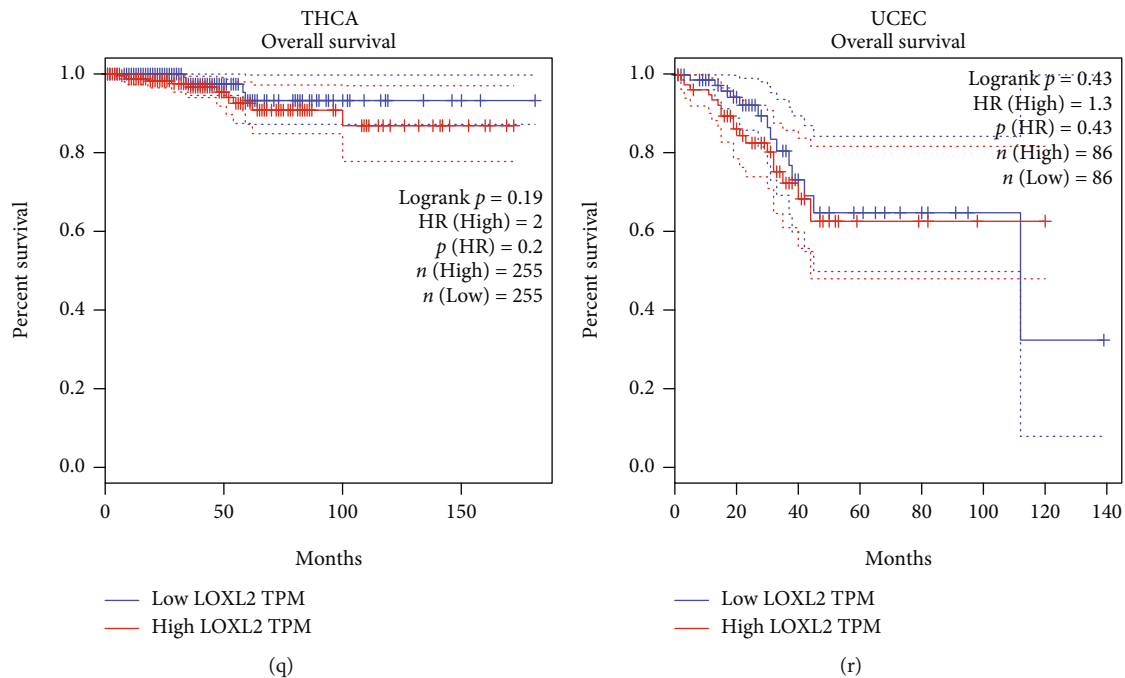 THCA
Overall survival
Percent survival
1.0
0.8
0.6
0.4
0.2
0.0
Logrank p = 0.19
HR (High) = 2
p (HR) = 0.2
n (High) = 255
n (Low) = 255
0 50 100 150
Months
Low LOXL2 TPM
High LOXL2 TPM
(q)
UCEC
Overall survival
Percent survival
1.0
0.8
0.6
0.4
0.2
0.0
Logrank p = 0.43
HR (High) = 1.3
p (HR) = 0.43
n (High) = 86
n (Low) = 86
0 20 40 60 80 100 120 140
Months
Low LOXL2 TPM
High LOXL2 TPM
(r)